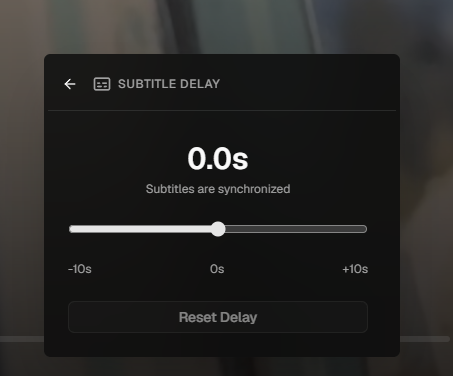 SUBTITLE DELAY
0.0s
Subtitles are synchronized
-10s 0s +10s
Reset Delay